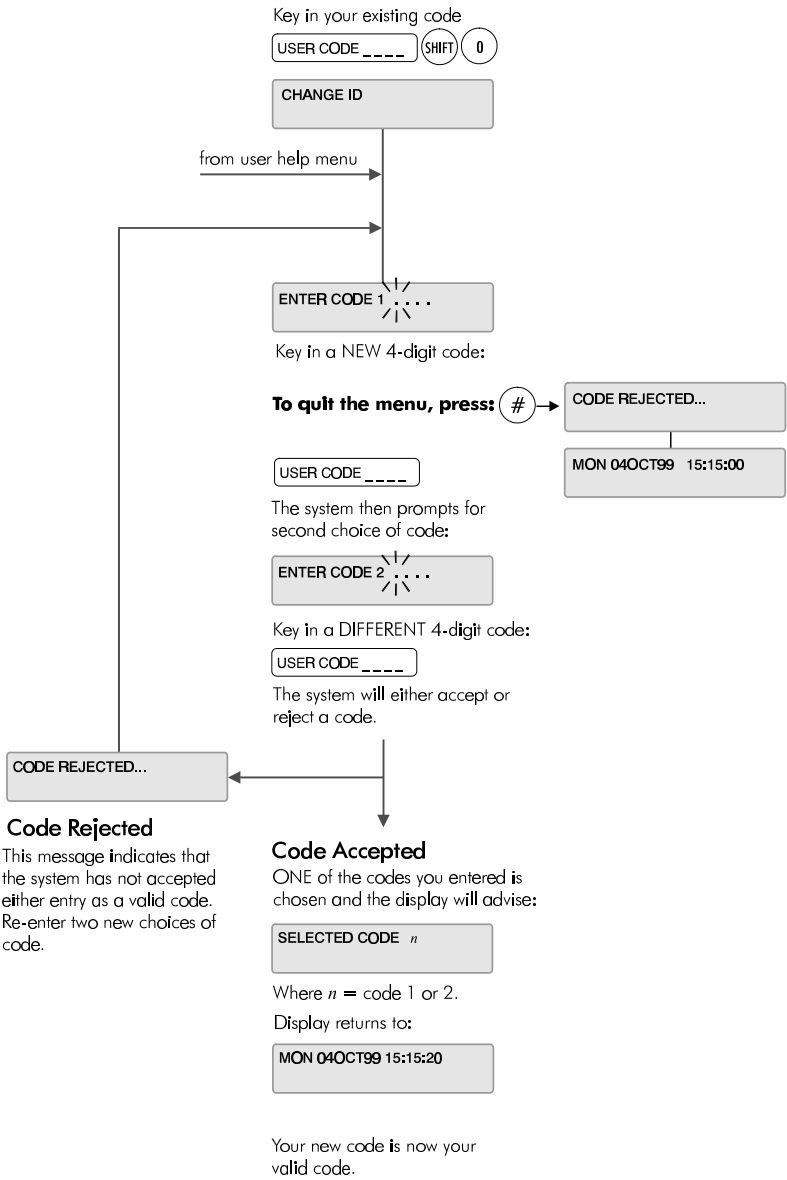 Key in your existing code
USER CODE _ _ _ _ SHIFT 0
CHANGE ID
from user help menu
ENTER CODE 1 . . . .
Key in a NEW 4-digit code:
To quit the menu, press: #
CODE REJECTED...
MON 04OCT99 15:15:00
USER CODE _ _ _ _
The system then prompts for
second choice of code:
ENTER CODE 2 . . . .
Key in a DIFFERENT 4-digit code:
USER CODE _ _ _ _
The system will either accept or
reject a code.
CODE REJECTED...
Code Rejected
This message indicates that
the system has not accepted
either entry as a valid code.
Re-enter two new choices of
code.
Code Accepted
ONE of the codes you entered is
chosen and the display will advise:
SELECTED CODE n
Where n = code 1 or 2.
Display returns to:
MON 04OCT99 15:15:20
Your new code is now your
valid code.